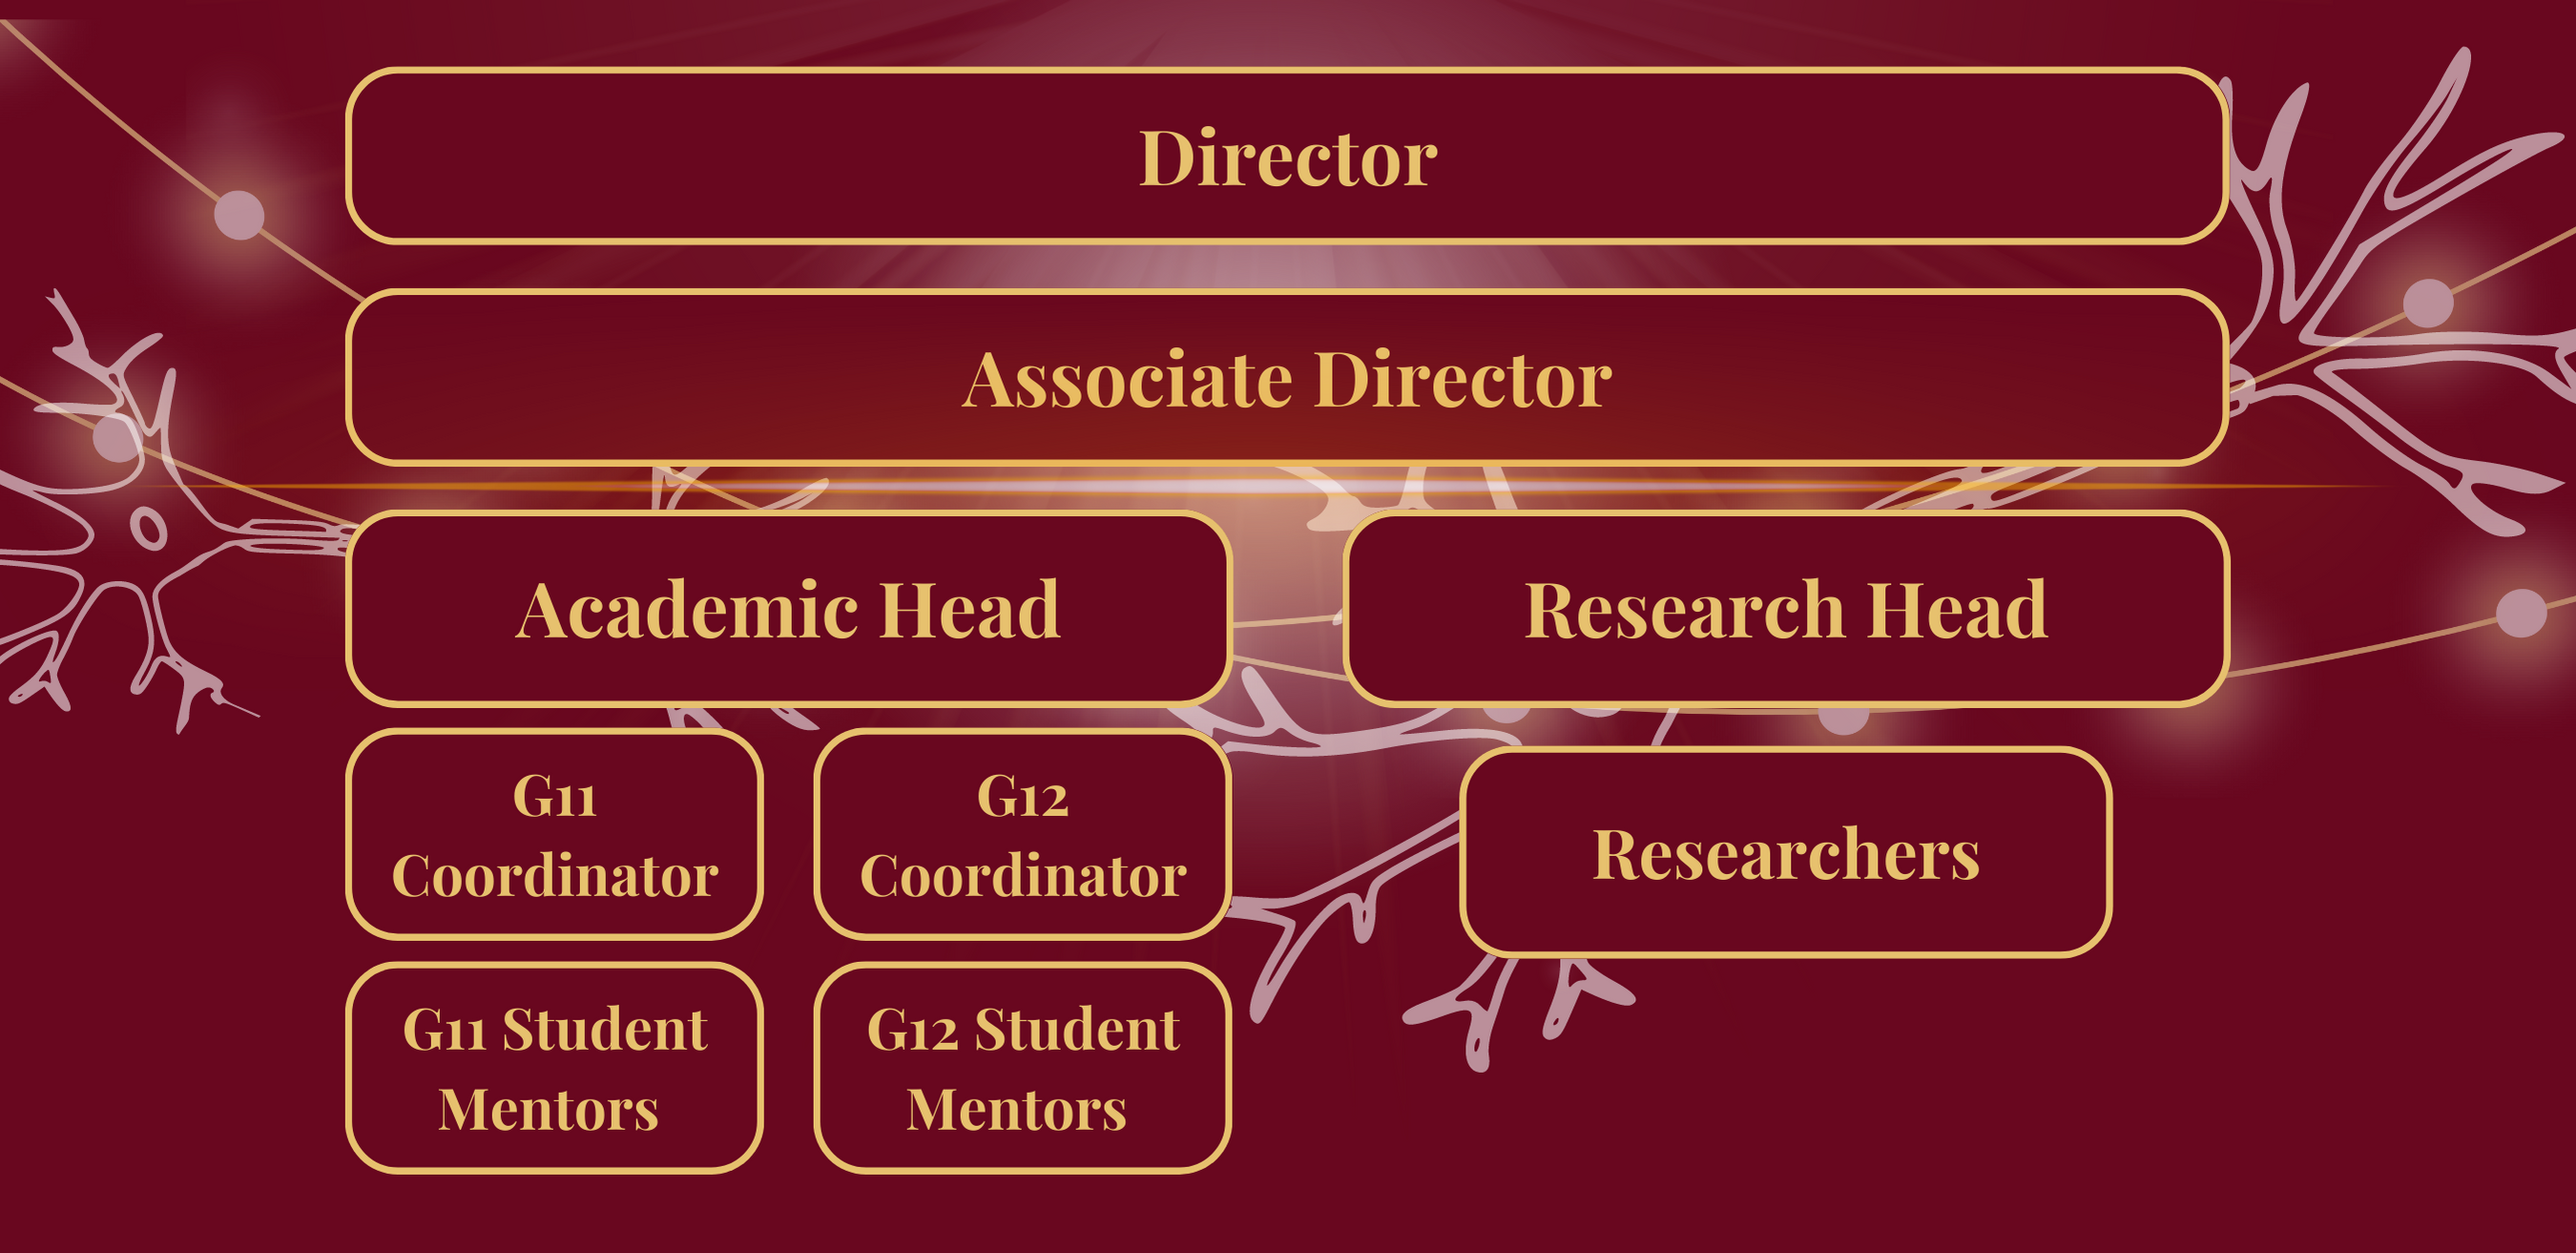 Director
Associate Director
Academic Head
Research Head
G11
Coordinator
G12
Coordinator
Researchers
G11 Student
Mentors
G12 Student
Mentors